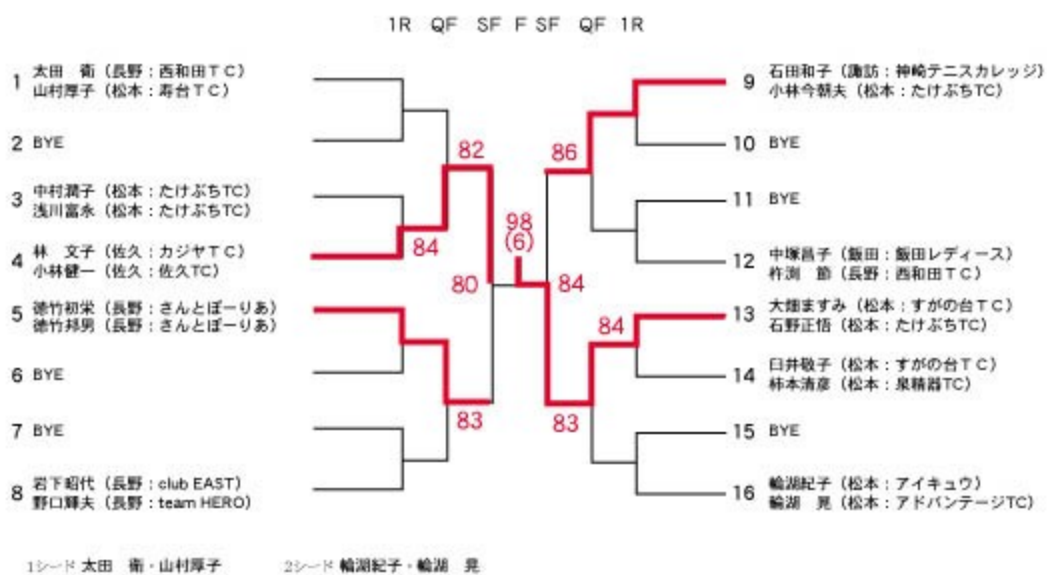 1R QF SF F SF QF 1R
1 太田 衛（長野：西和田ＴＣ）
山村厚子（松本：寿台ＴＣ）
2 BYE
3 中村潤子（松本：たけぶちTC）
浅川富永（松本：たけぶちTC）
4 林 文子（佐久：カジヤＴＣ）
小林健一（佐久：佐久TC）
5 徳竹初栄（長野：さんとぽーりあ）
徳竹邦男（長野：さんとぽーりあ）
6 BYE
7 BYE
8 岩下昭代（長野：club EAST）
野口輝夫（長野：team HERO）
82
84
80
83
98
(6)
86
84
84
83
9 石田和子（諏訪：神崎テニスカレッジ）
小林今朝夫（松本：たけぶちTC）
10 BYE
11 BYE
12 中塚昌子（飯田：飯田レディース）
杵渕 節（長野：西和田ＴＣ）
13 大畑ますみ（松本：すがの台ＴＣ）
石野正悟（松本：たけぶちTC）
14 臼井敬子（松本：すがの台ＴＣ）
柿本清彦（松本：泉精器TC）
15 BYE
16 輪湖紀子（松本：アイキュウ）
輪湖 晃（松本：アドバンテージTC）
1シード 太田 衛・山村厚子 2シード 輪湖紀子・輪湖 晃